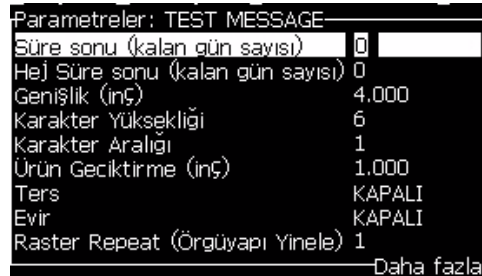 Parametreler: TEST MESSAGE
Süre sonu (kalan gün sayısı) 0
Hej Süre sonu (kalan gün sayısı) 0
Genişlik (inç) 4.000
Karakter Yüksekliği 6
Karakter Aralığı 1
Ürün Geciktirme (inç) 1.000
Ters KAPALI
Evir KAPALI
Raster Repeat (Örgüyapı Yinele) 1
Daha fazla